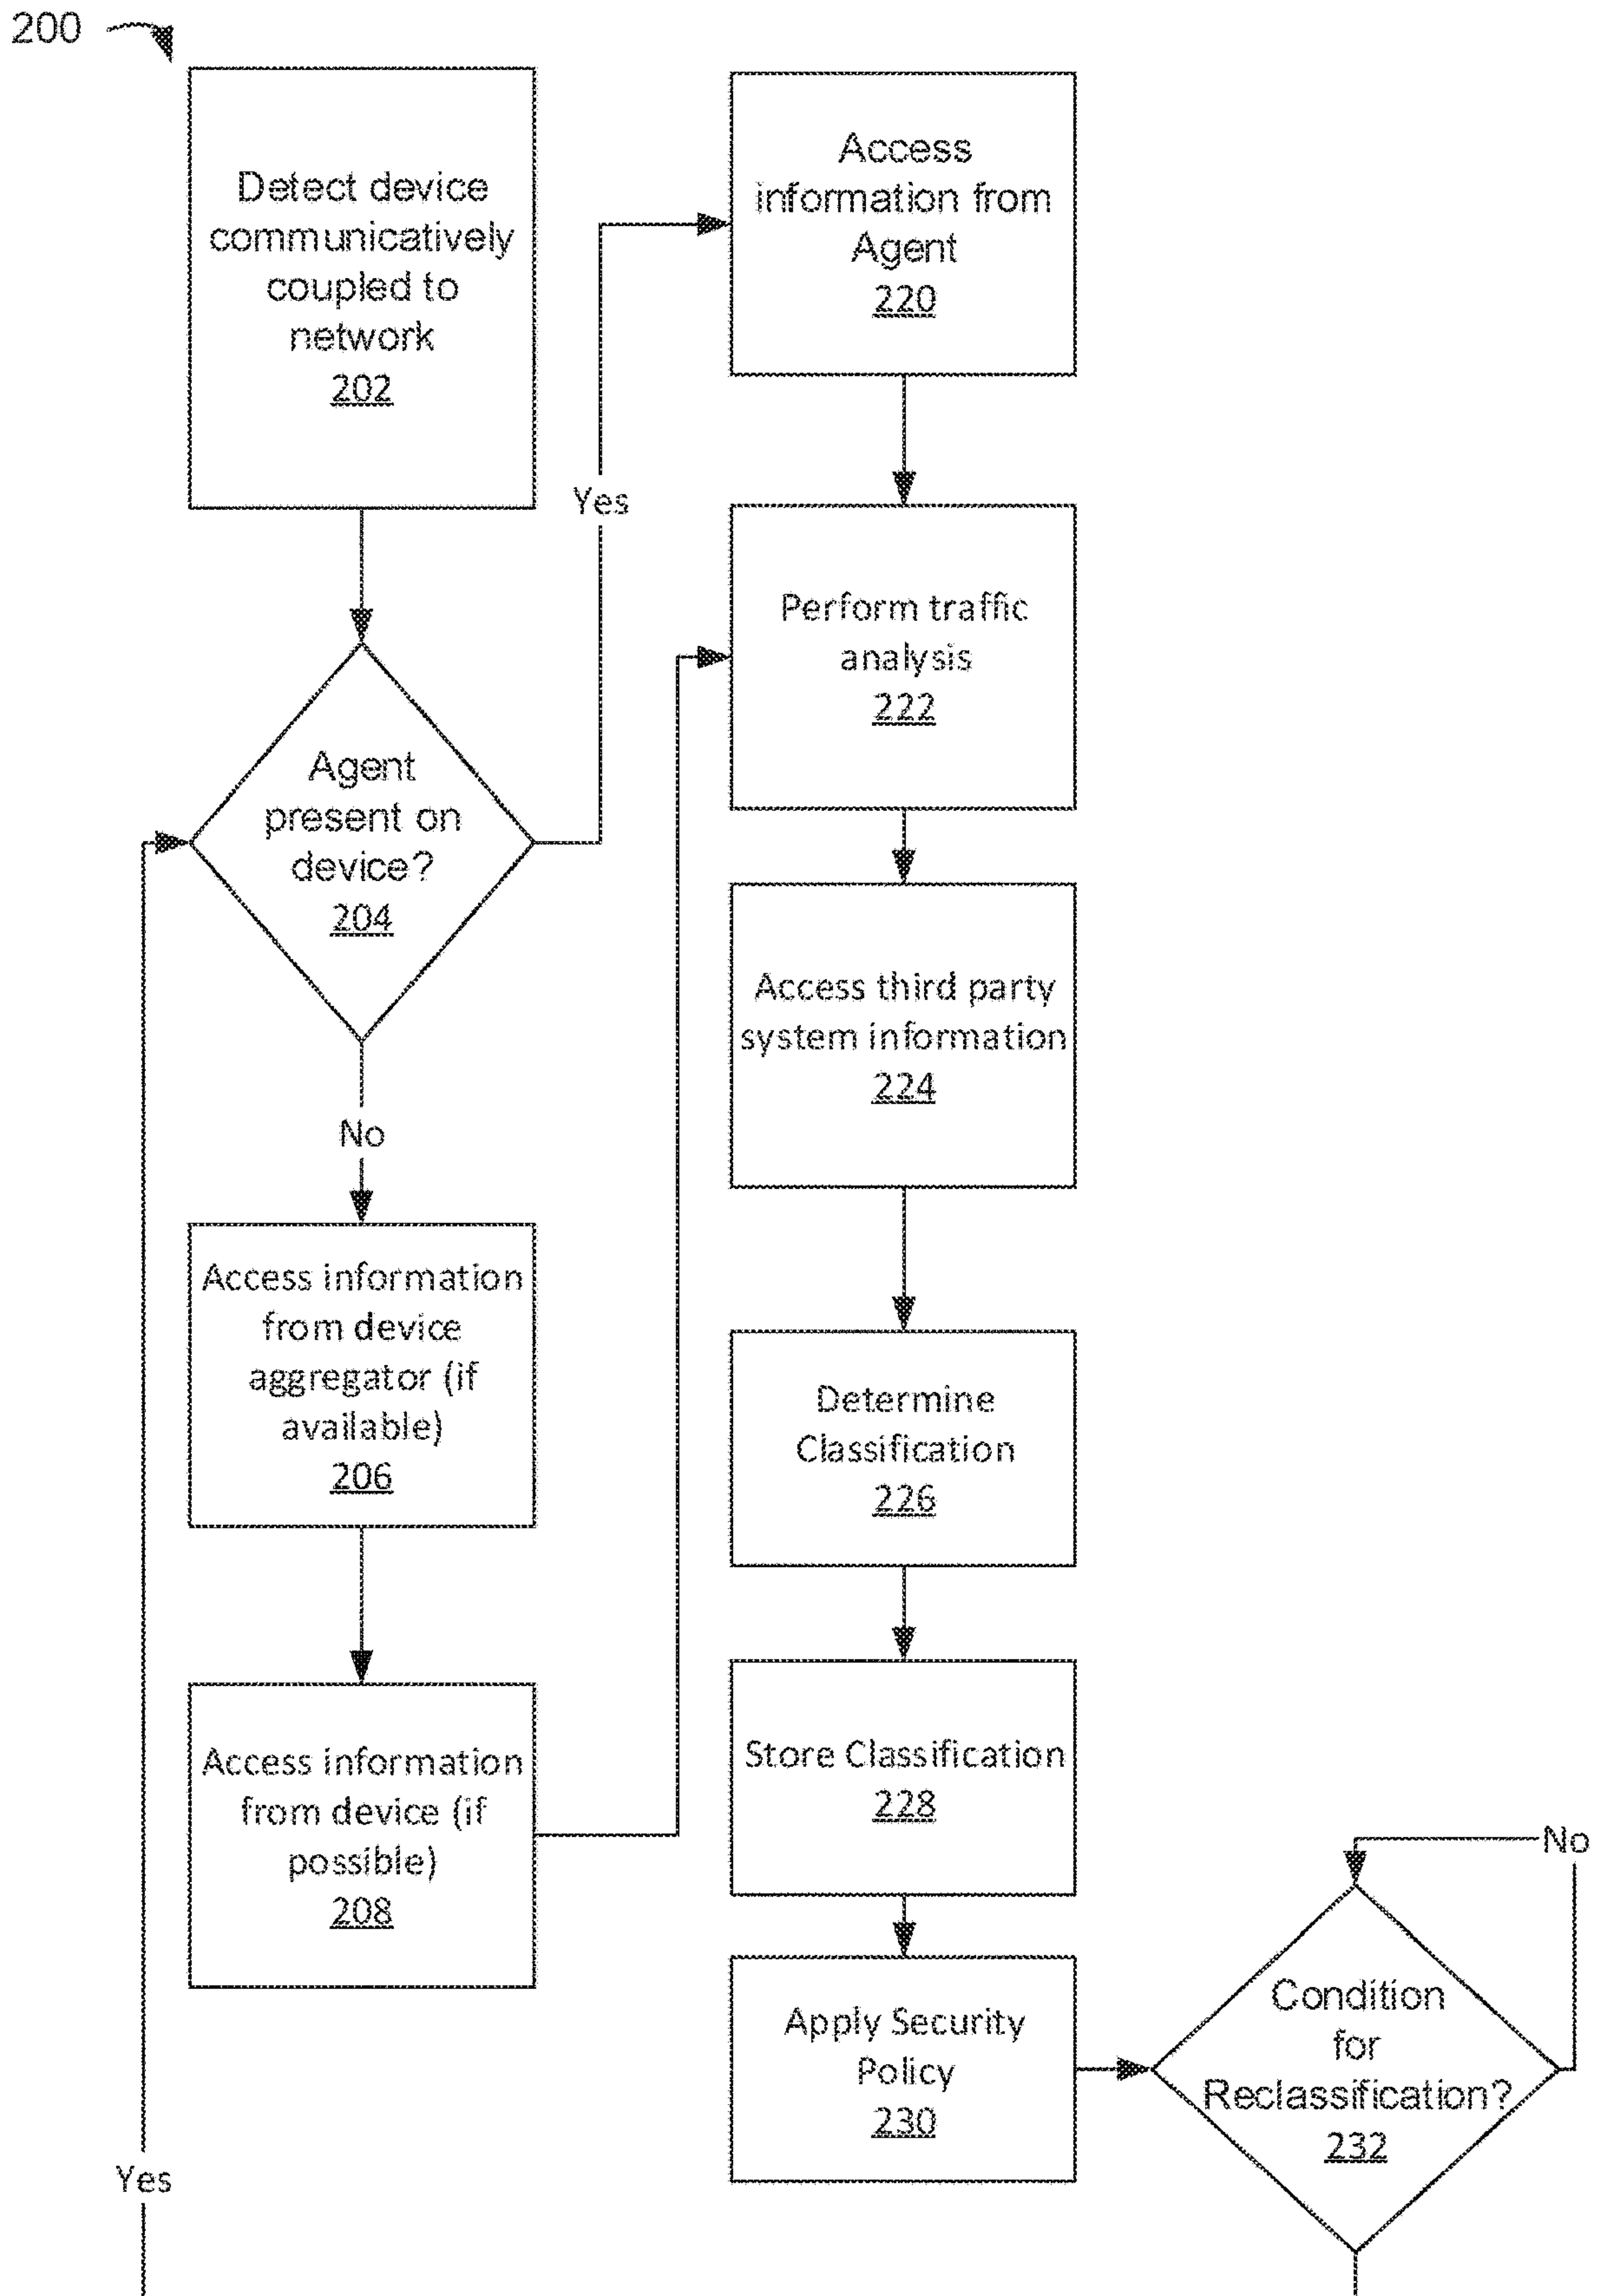 200
Detect device
communicatively
coupled to
network
202
Agent
present on
device?
204
Yes
No
Access information
from device
aggregator (if
available)
206
Access information
from device (if
possible)
208
Access
information from
Agent
220
Perform traffic
analysis
222
Access third party
system information
224
Determine
Classification
226
Store Classification
228
Apply Security
Policy
230
Condition
for
Reclassification?
232
No
Yes